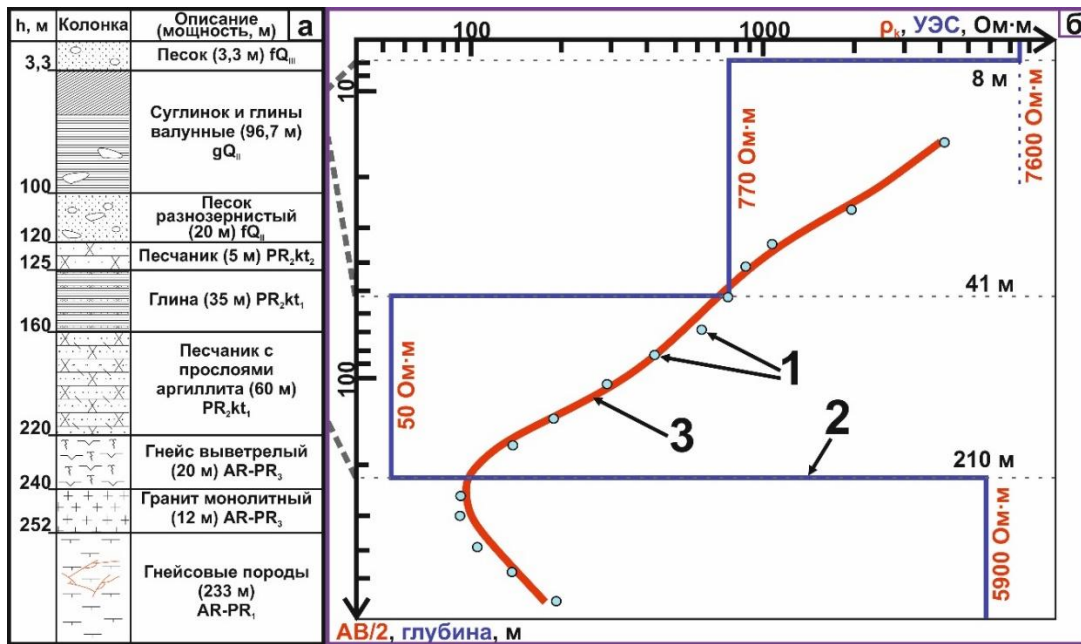 h, м Колонка Описание (мощность, м) а
3,3 Песок (3,3 м) fQIII
Суглинок и глины
валунные (96,7 м)
gQII
100
Песок
разнозернистый
(20 м) fQII
120
Песчаник (5 м) PR2kt2
125
Глина (35 м) PR2kt1
160
Песчаник с
прослоями
аргиллита (60 м)
PR2kt1
220
Гнейс выветрелый
(20 м) AR-PR3
240
Гранит монолитный
(12 м) AR-PR3
252
Гнейсовые породы
(233 м)
AR-PR1
100 1000 б
ρk, УЭС, Ом·м
10
8 м
7600 Ом·м
770 Ом·м
41 м
1
100
50 Ом·м
3
2
210 м
5900 Ом·м
АВ/2, глубина, м